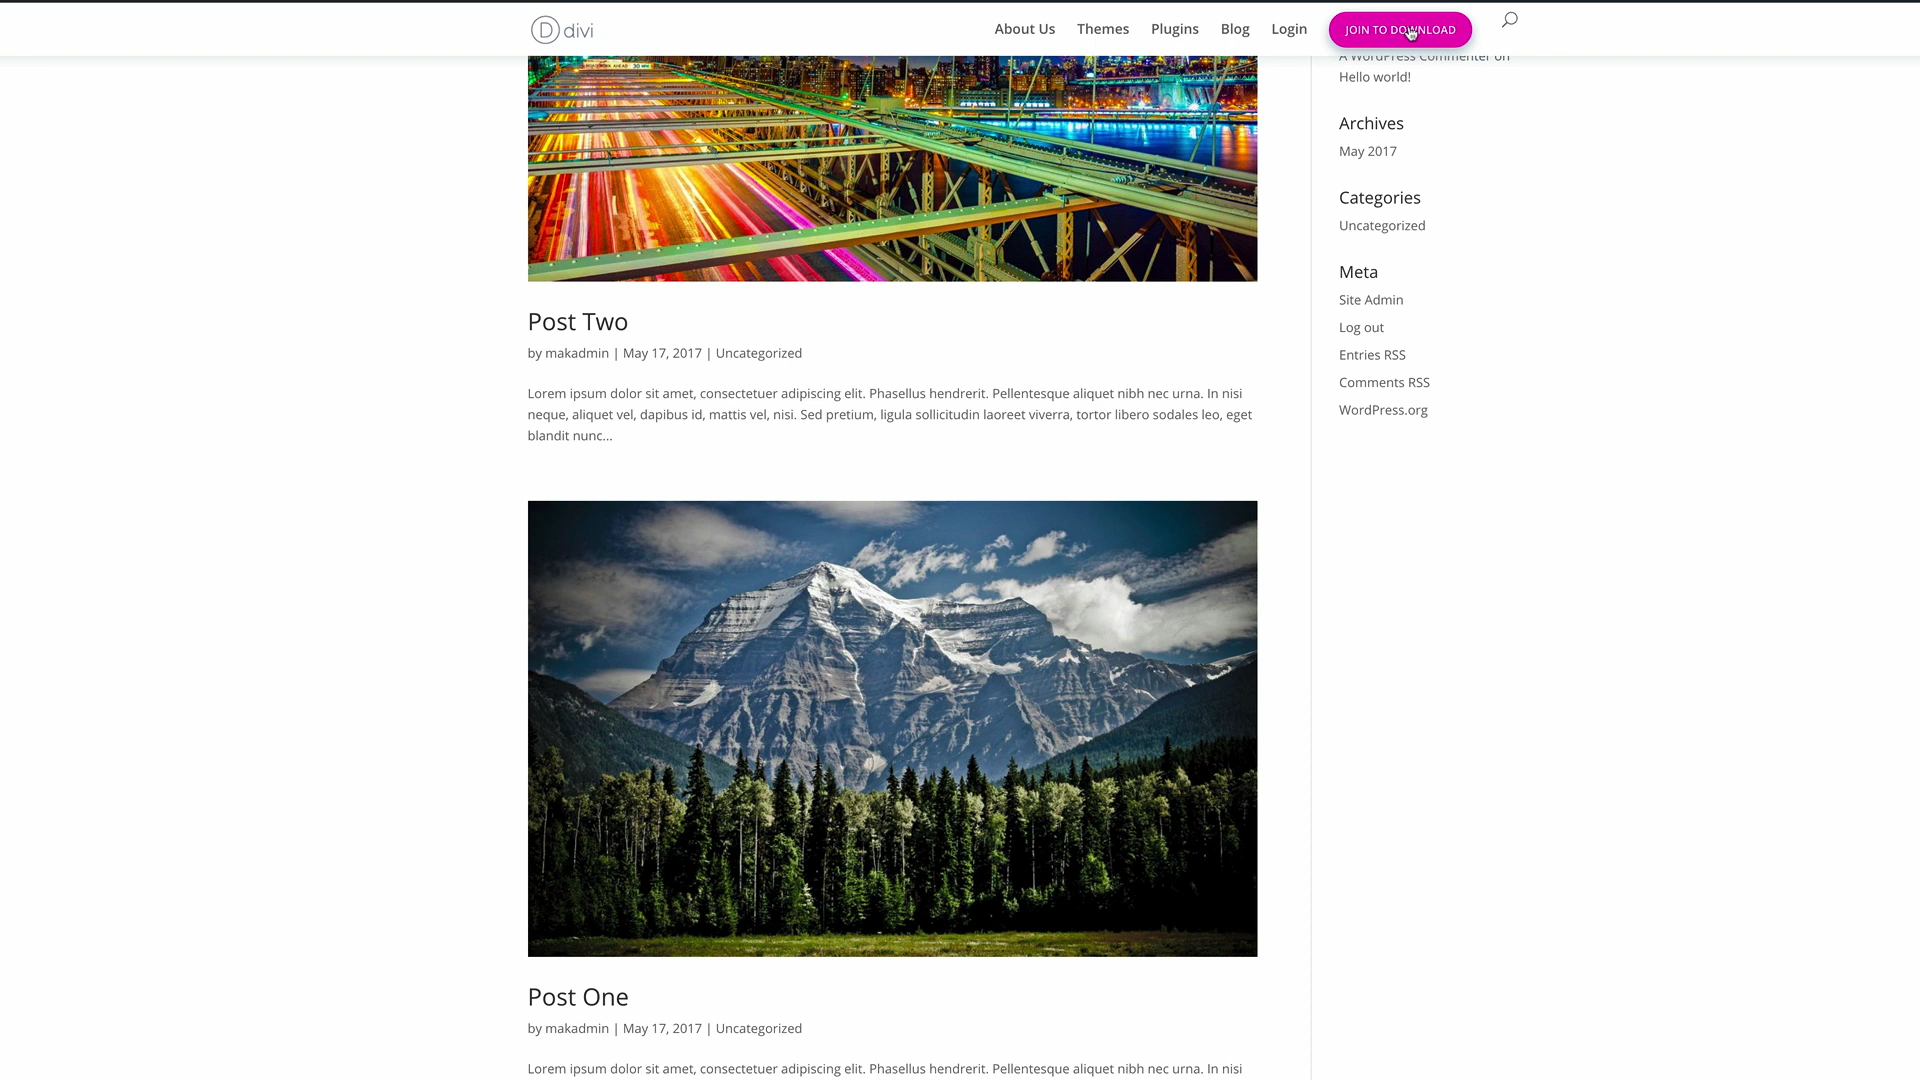 divi
About Us
Themes
Plugins
Blog
Login
JOIN TO DOWNLOAD
A WordPress Commenter on
Hello world!
Archives
May 2017
Categories
Uncategorized
Meta
Site Admin
Log out
Entries RSS
Comments RSS
WordPress.org
Post Two
by makadmin | May 17, 2017 | Uncategorized
Lorem ipsum dolor sit amet, consectetuer adipiscing elit. Phasellus hendrerit. Pellentesque aliquet nibh nec urna. In nisi
neque, aliquet vel, dapibus id, mattis vel, nisi. Sed pretium, ligula sollicitudin laoreet viverra, tortor libero sodales leo, eget
blandit nunc...
Post One
by makadmin | May 17, 2017 | Uncategorized
Lorem ipsum dolor sit amet, consectetuer adipiscing elit. Phasellus hendrerit. Pellentesque aliquet nibh nec urna. In nisi